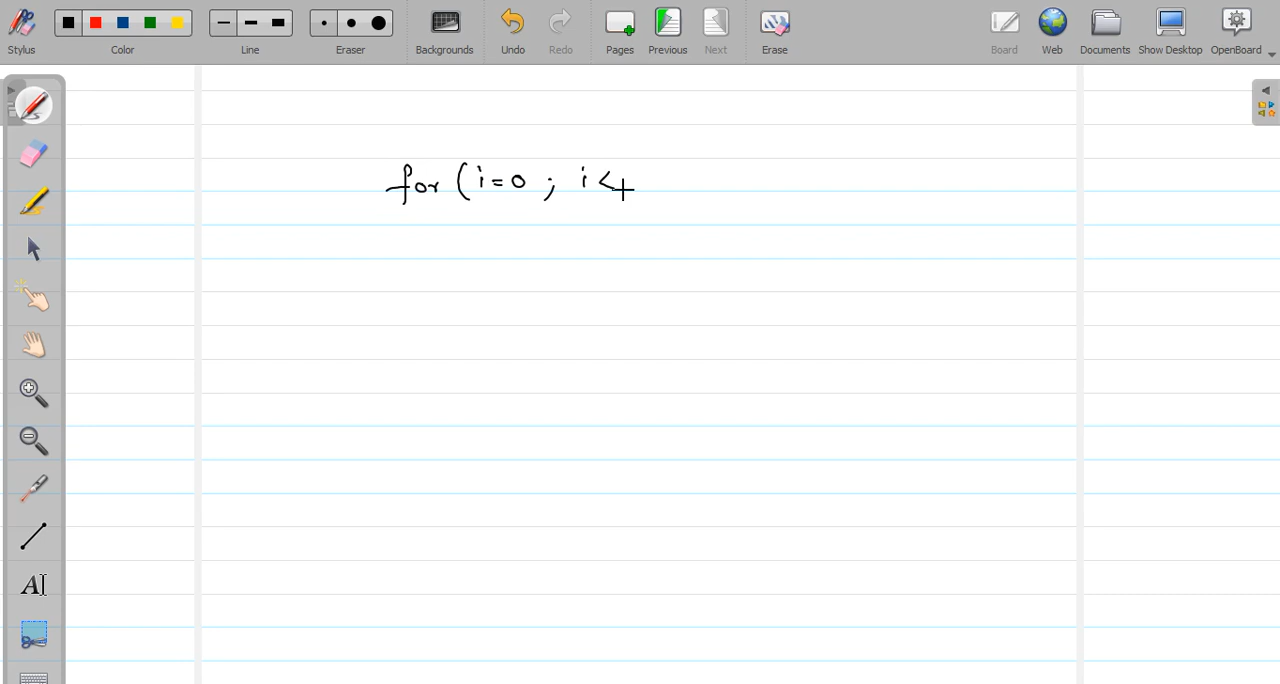 Stylus
Color
Line
Eraser
Backgrounds
Undo
Redo
Pages
Previous
Next
Erase
Board
Web
Documents
Show Desktop
OpenBoard
for (i=0 ; i <
A